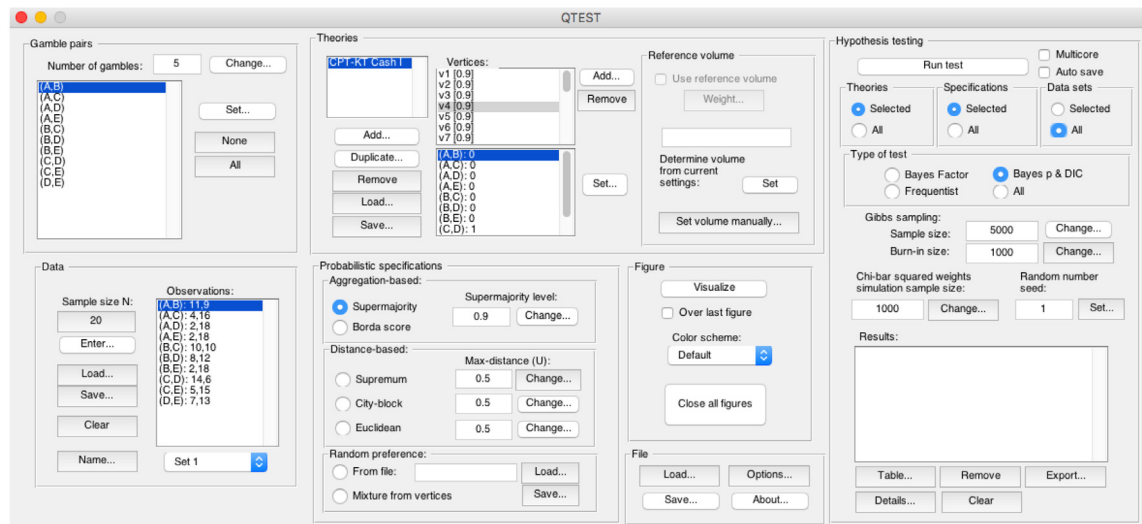 QTEST
Gamble pairs
Number of gambles: 5 Change...
(A,B)
(A,C)
(A,D)
(A,E)
(B,C)
(B,D)
(B,E)
(C,D)
(C,E)
(D,E)
Set...
None
All
Theories
CPT-KT Cash I
Vertices:
v1 [0.9]
v2 [0.9]
v3 [0.9]
v4 [0.9]
v5 [0.9]
v6 [0.9]
v7 [0.9]
Add...
Remove
Add...
Duplicate...
Remove
Load...
Save...
(A,B): 0
(A,C): 0
(A,D): 0
(A,E): 0
(B,C): 0
(B,D): 0
(B,E): 0
(C,D): 1
Set...
Reference volume
Use reference volume
Weight...
Determine volume
from current
settings:
Set
Set volume manually...
Hypothesis testing
Run test
Multicore
Auto save
Theories
Selected
All
Specifications
Selected
All
Data sets
Selected
All
Type of test
Bayes Factor
Bayes p & DIC
Frequentist
All
Gibbs sampling:
Sample size: 5000 Change...
Burn-in size: 1000 Change...
Chi-bar squared weights
simulation sample size:
1000 Change...
Random number
seed:
1 Set...
Results:
Table...
Remove
Export...
Details...
Clear
Data
Sample size N:
20
Enter...
Load...
Save...
Clear
Name...
Observations:
(A,B): 11,9
(A,C): 4,16
(A,D): 2,18
(A,E): 2,18
(B,C): 10,10
(B,D): 8,12
(B,E): 2,18
(C,D): 14,6
(C,E): 5,15
(D,E): 7,13
Set 1
Probabilistic specifications
Aggregation-based:
Supermajority
Borda score
Supermajority level:
0.9 Change...
Distance-based:
Max-distance (U):
Supremum 0.5 Change...
City-block 0.5 Change...
Euclidean 0.5 Change...
Random preference:
From file: Load...
Mixture from vertices Save...
Figure
Visualize
Over last figure
Color scheme:
Default
Close all figures
File
Load...
Options...
Save...
About...